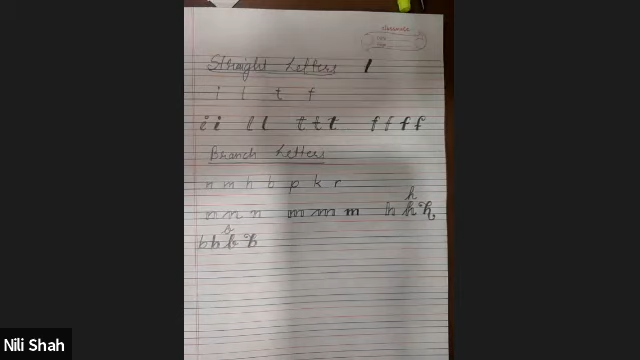 Straight Letters l
i l t f
i i l l t t t f f f f
Branch Letters
n m h b p k r
h
n n n m m m h h h
b
b b b b
Nili Shah